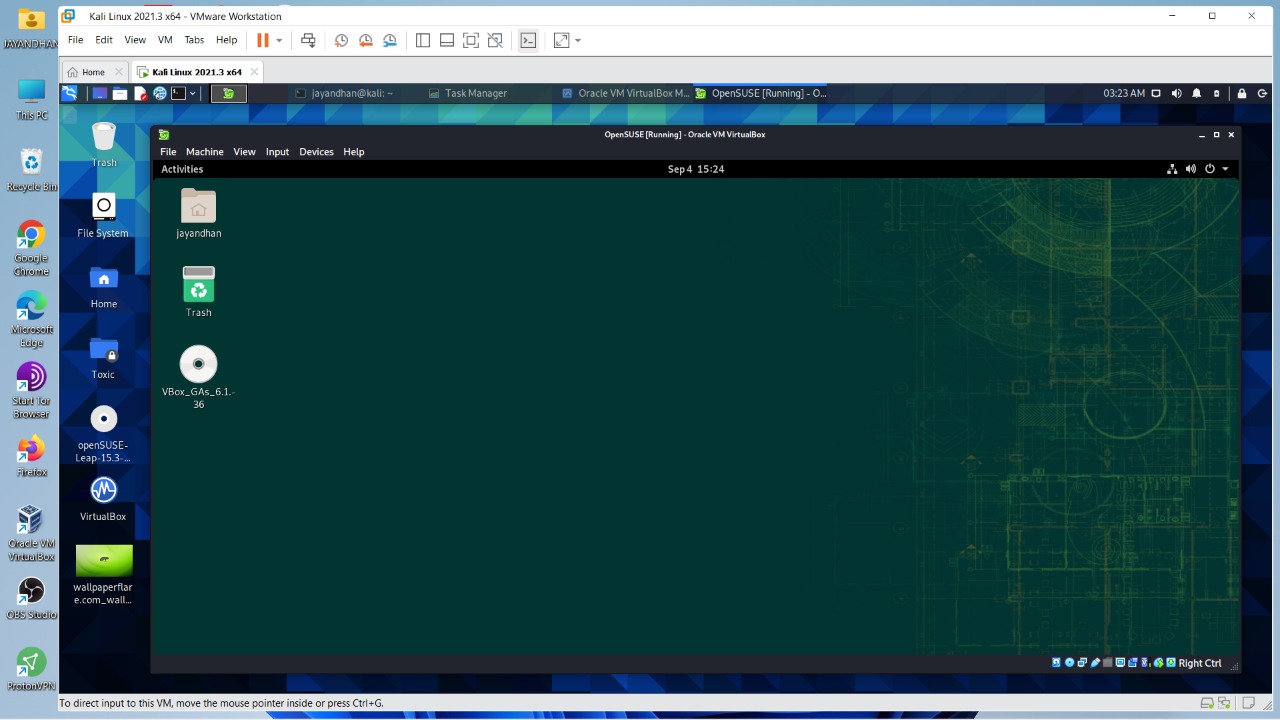 Kali Linux 2021.3 x64 - VMware Workstation
File Edit View VM Tabs Help
Home
Kali Linux 2021.3 x64
jayandhan@kali: ~
Task Manager
Oracle VM VirtualBox M...
OpenSUSE [Running] - O...
03:23 AM
JAYANDHAN
This PC
Recycle Bin
Google
Chrome
Microsoft
Edge
Start Tor
Browser
Firefox
Oracle VM
VirtualBox
OBS Studio
ProtonVPN
Trash
File System
Home
Toxic
openSUSE-
Leap-15.3-...
VirtualBox
wallpaperflar
e.com_wall...
OpenSUSE [Running] - Oracle VM VirtualBox
File Machine View Input Devices Help
Activities
Sep 4 15:24
jayandhan
Trash
VBox_GAs_6.1.-
36
Right Ctrl
To direct input to this VM, move the mouse pointer inside or press Ctrl+G.